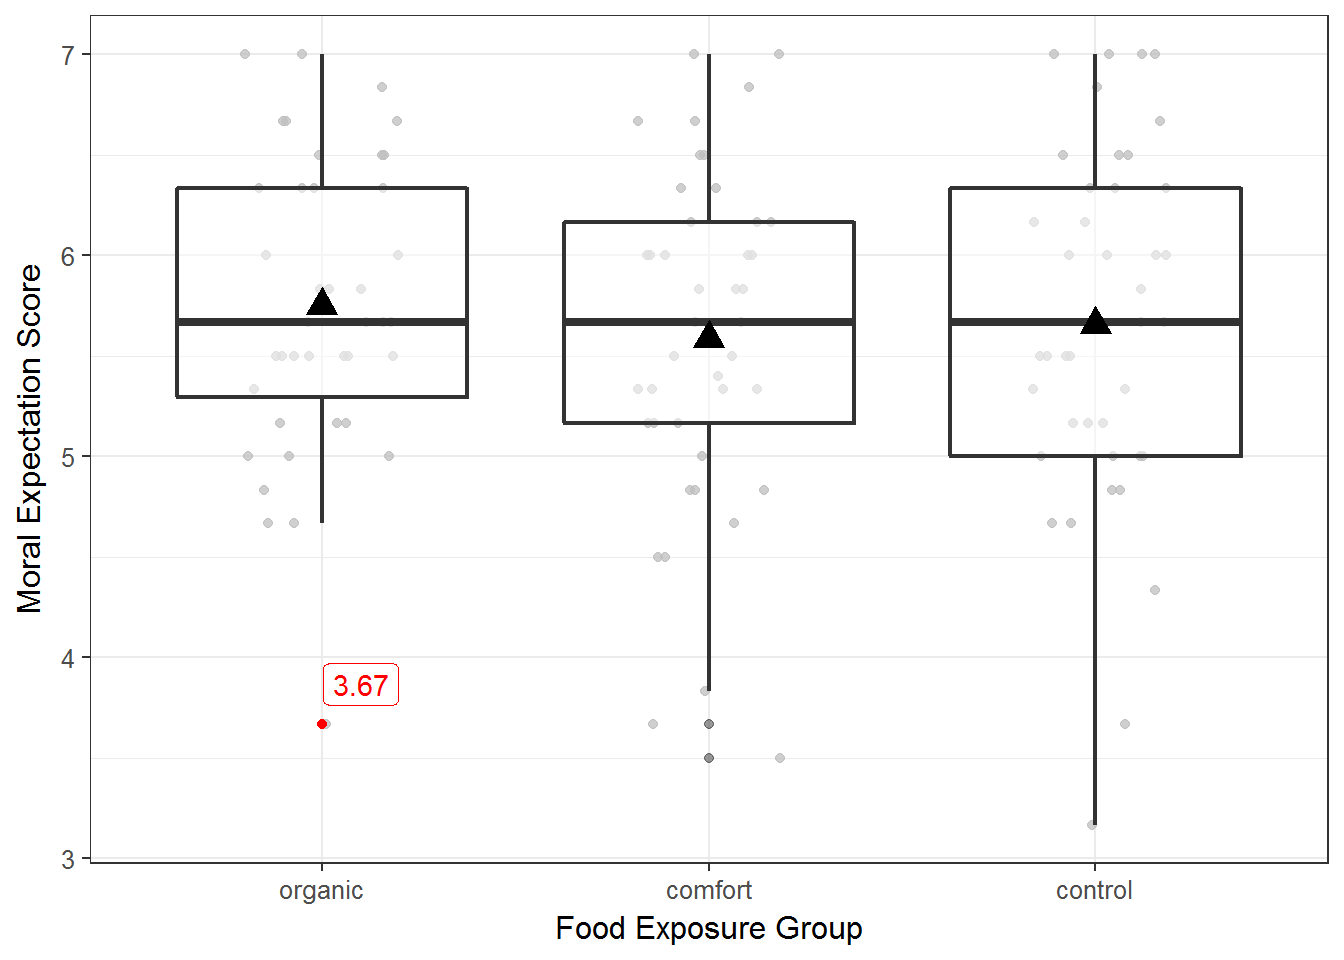 Moral Expectation Score
7
6
5
4
3
3.67
organic
comfort
control
Food Exposure Group